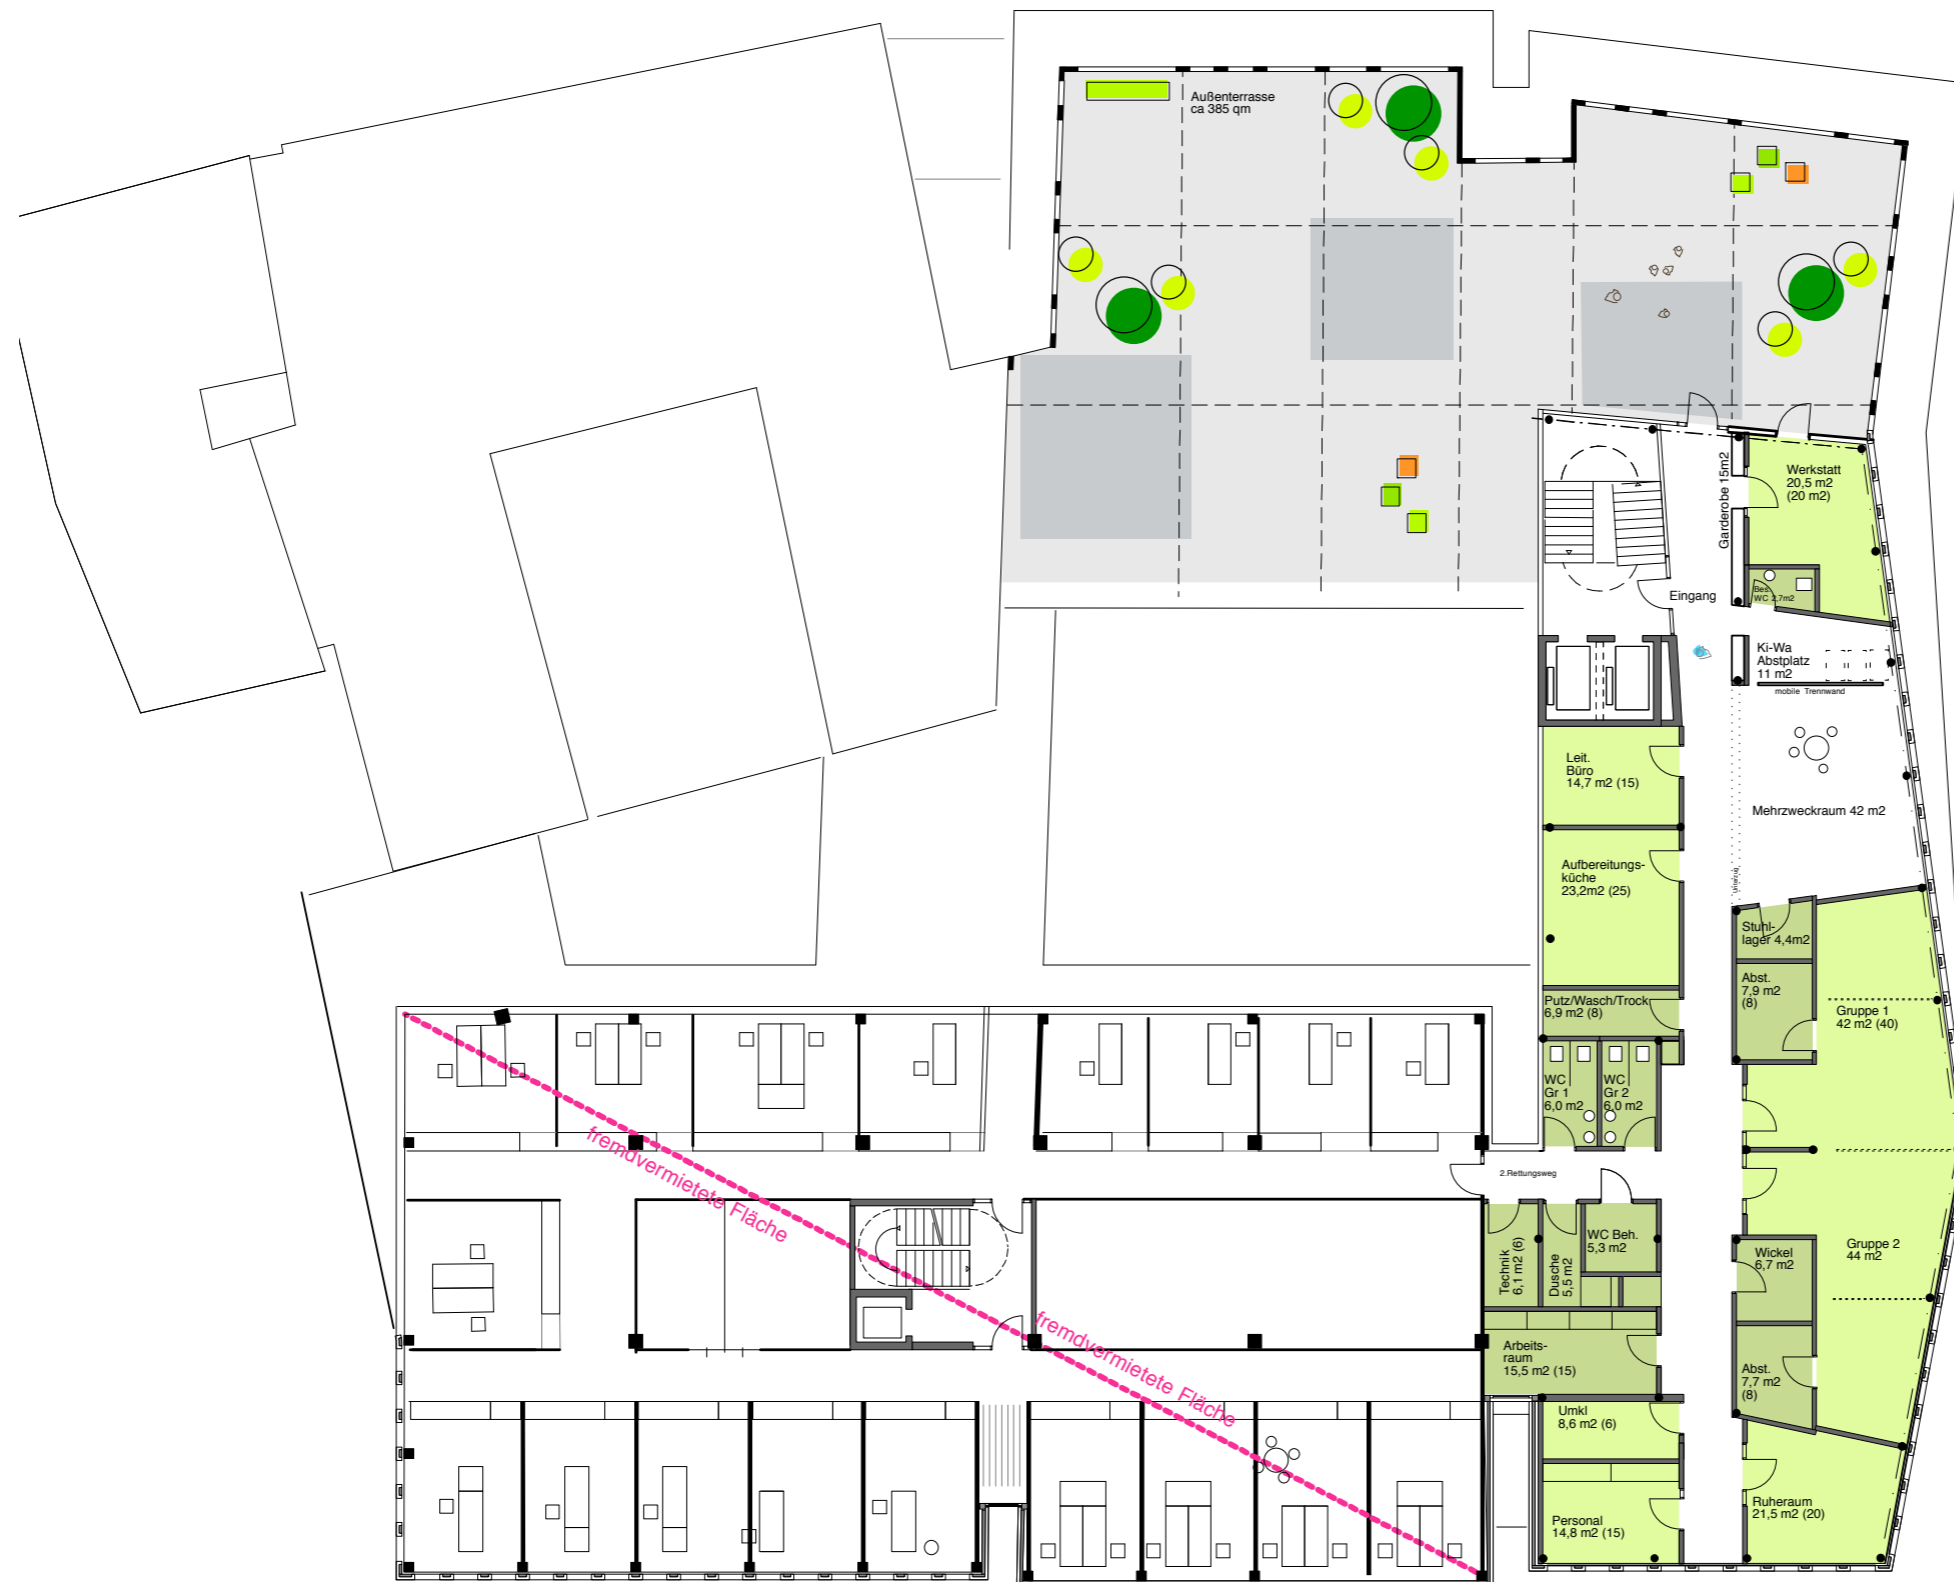 Außenterrasse
ca 385 qm
Werkstatt
20,5 m2
(20 m2)
Garderobe 15m2
Bes.
WC 2,7m2
Eingang
Ki-Wa
Abstplatz
11 m2
mobile Trennwand
Leit.
Büro
14,7 m2 (15)
Mehrzweckraum 42 m2
Aufbereitungs-
küche
23,2m2 (25)
Unterzug
Stuhl-
lager 4,4m2
Abst.
7,9 m2
(8)
Putz/Wasch/Trock
6,9 m2 (8)
Gruppe 1
42 m2 (40)
WC
Gr 1
6,0 m2
WC
Gr 2
6,0 m2
fremdvermietete Fläche
2.Rettungsweg
Technik
6,1 m2 (6)
Dusche
5,5 m2
WC Beh.
5,3 m2
Wickel
6,7 m2
Gruppe 2
44 m2
fremdvermietete Fläche
Arbeits-
raum
15,5 m2 (15)
Abst.
7,7 m2
(8)
Umkl
8,6 m2 (6)
Personal
14,8 m2 (15)
Ruheraum
21,5 m2 (20)